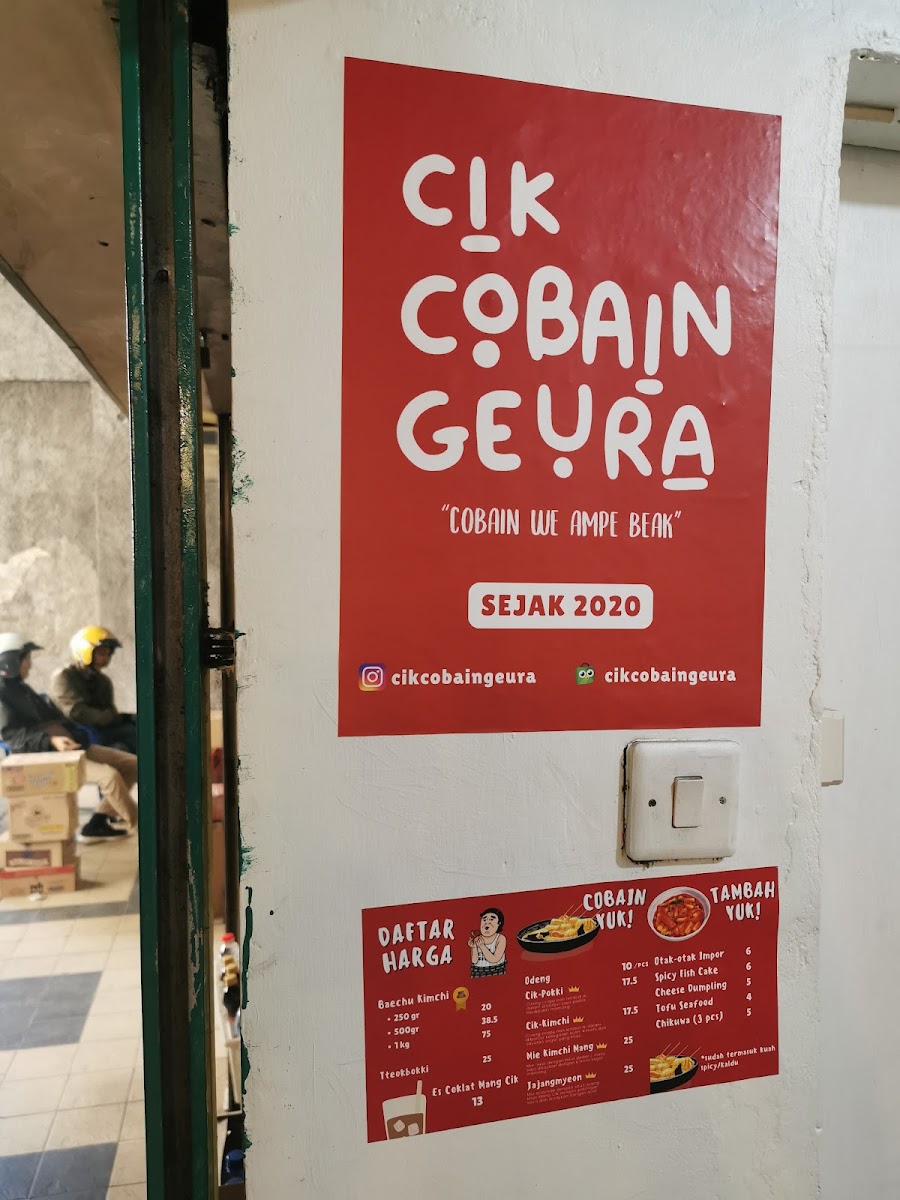 CIK
COBAIN
GEURA
"COBAIN WE AMPE BEAK"
SEJAK 2020
cikcobaingeura
cikcobaingeura
DAFTAR
HARGA
Baechu Kimchi
• 250 gr 20
• 500gr 38.5
• 1 kg 75
Tteokbokki 25
Es Coklat Mang Cik
13
COBAIN
YUK!
Odeng 10 /PCS
Cik-Pokki 17.5
Cik-Kimchi 17.5
Mie Kimchi Mang 25
Jajangmyeon 25
TAMBAH
YUK!
Otak-otak Impor 6
Spicy Fish Cake 6
Cheese Dumpling 5
Tofu Seafood 4
Chikuwa (3 pcs) 5
*sudah termasuk kuah
spicy/kaldu